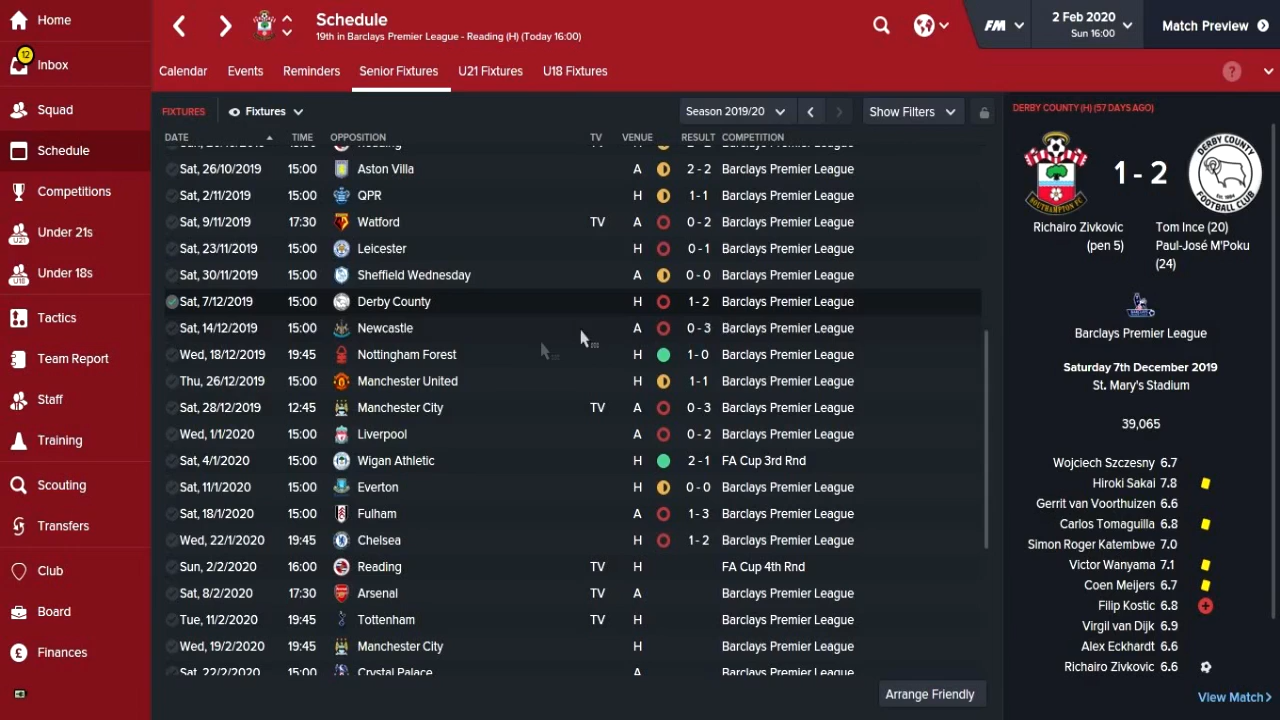 Home
12
Inbox
Squad
Schedule
Competitions
U21
Under 21s
U18
Under 18s
Tactics
Team Report
Staff
Training
Scouting
Transfers
Club
Board
£ Finances
Schedule
19th in Barclays Premier League - Reading (H) (Today 16:00)
FM
2 Feb 2020
Sun 16:00
Match Preview
Calendar Events Reminders Senior Fixtures U21 Fixtures U18 Fixtures
?
FIXTURES Fixtures Season 2019/20 Show Filters
DATE TIME OPPOSITION TV VENUE RESULT COMPETITION
Sat, 26/10/2019 15:00 Aston Villa A 2 - 2 Barclays Premier League
Sat, 2/11/2019 15:00 QPR H 1-1 Barclays Premier League
Sat, 9/11/2019 17:30 Watford TV A 0 - 2 Barclays Premier League
Sat, 23/11/2019 15:00 Leicester H 0 -1 Barclays Premier League
Sat, 30/11/2019 15:00 Sheffield Wednesday A 0 - 0 Barclays Premier League
Sat, 7/12/2019 15:00 Derby County H 1 - 2 Barclays Premier League
Sat, 14/12/2019 15:00 Newcastle A 0 - 3 Barclays Premier League
Wed, 18/12/2019 19:45 Nottingham Forest H 1 - 0 Barclays Premier League
Thu, 26/12/2019 15:00 Manchester United H 1-1 Barclays Premier League
Sat, 28/12/2019 12:45 Manchester City TV A 0 - 3 Barclays Premier League
Wed, 1/1/2020 15:00 Liverpool A 0 - 2 Barclays Premier League
Sat, 4/1/2020 15:00 Wigan Athletic H 2 -1 FA Cup 3rd Rnd
Sat, 11/1/2020 15:00 Everton H 0 - 0 Barclays Premier League
Sat, 18/1/2020 15:00 Fulham A 1 - 3 Barclays Premier League
Wed, 22/1/2020 19:45 Chelsea H 1 - 2 Barclays Premier League
Sun, 2/2/2020 16:00 Reading TV H FA Cup 4th Rnd
Sat, 8/2/2020 17:30 Arsenal TV A Barclays Premier League
Tue, 11/2/2020 19:45 Tottenham TV H Barclays Premier League
Wed, 19/2/2020 19:45 Manchester City H Barclays Premier League
Sat, 22/2/2020 15:00 Crystal Palace A Barclays Premier League
Arrange Friendly
DERBY COUNTY (H) (57 DAYS AGO)
1 - 2
Richairo Zivkovic
(pen 5)
Tom Ince (20)
Paul-José M'Poku
(24)
Barclays Premier League
Saturday 7th December 2019
St. Mary's Stadium
39,065
Wojciech Szczesny 6.7
Hiroki Sakai 7.8
Gerrit van Voorthuizen 6.6
Carlos Tomaguilla 6.8
Simon Roger Katembwe 7.0
Victor Wanyama 7.1
Coen Meijers 6.7
Filip Kostic 6.8
Virgil van Dijk 6.9
Alex Eckhardt 6.6
Richairo Zivkovic 6.6
View Match>